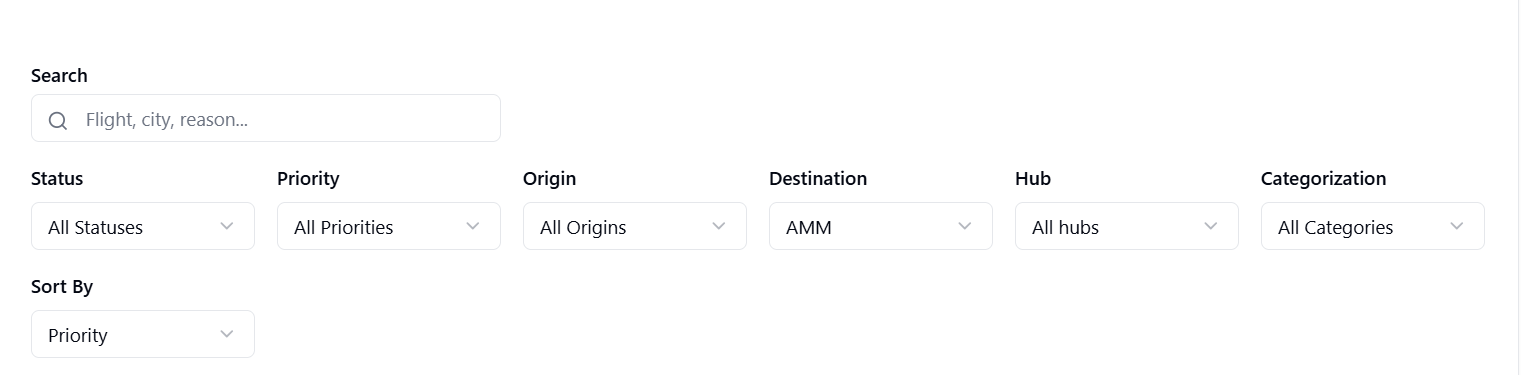 Search
Flight, city, reason...
Status Priority Origin Destination Hub Categorization
All Statuses All Priorities All Origins AMM All hubs All Categories
Sort By
Priority